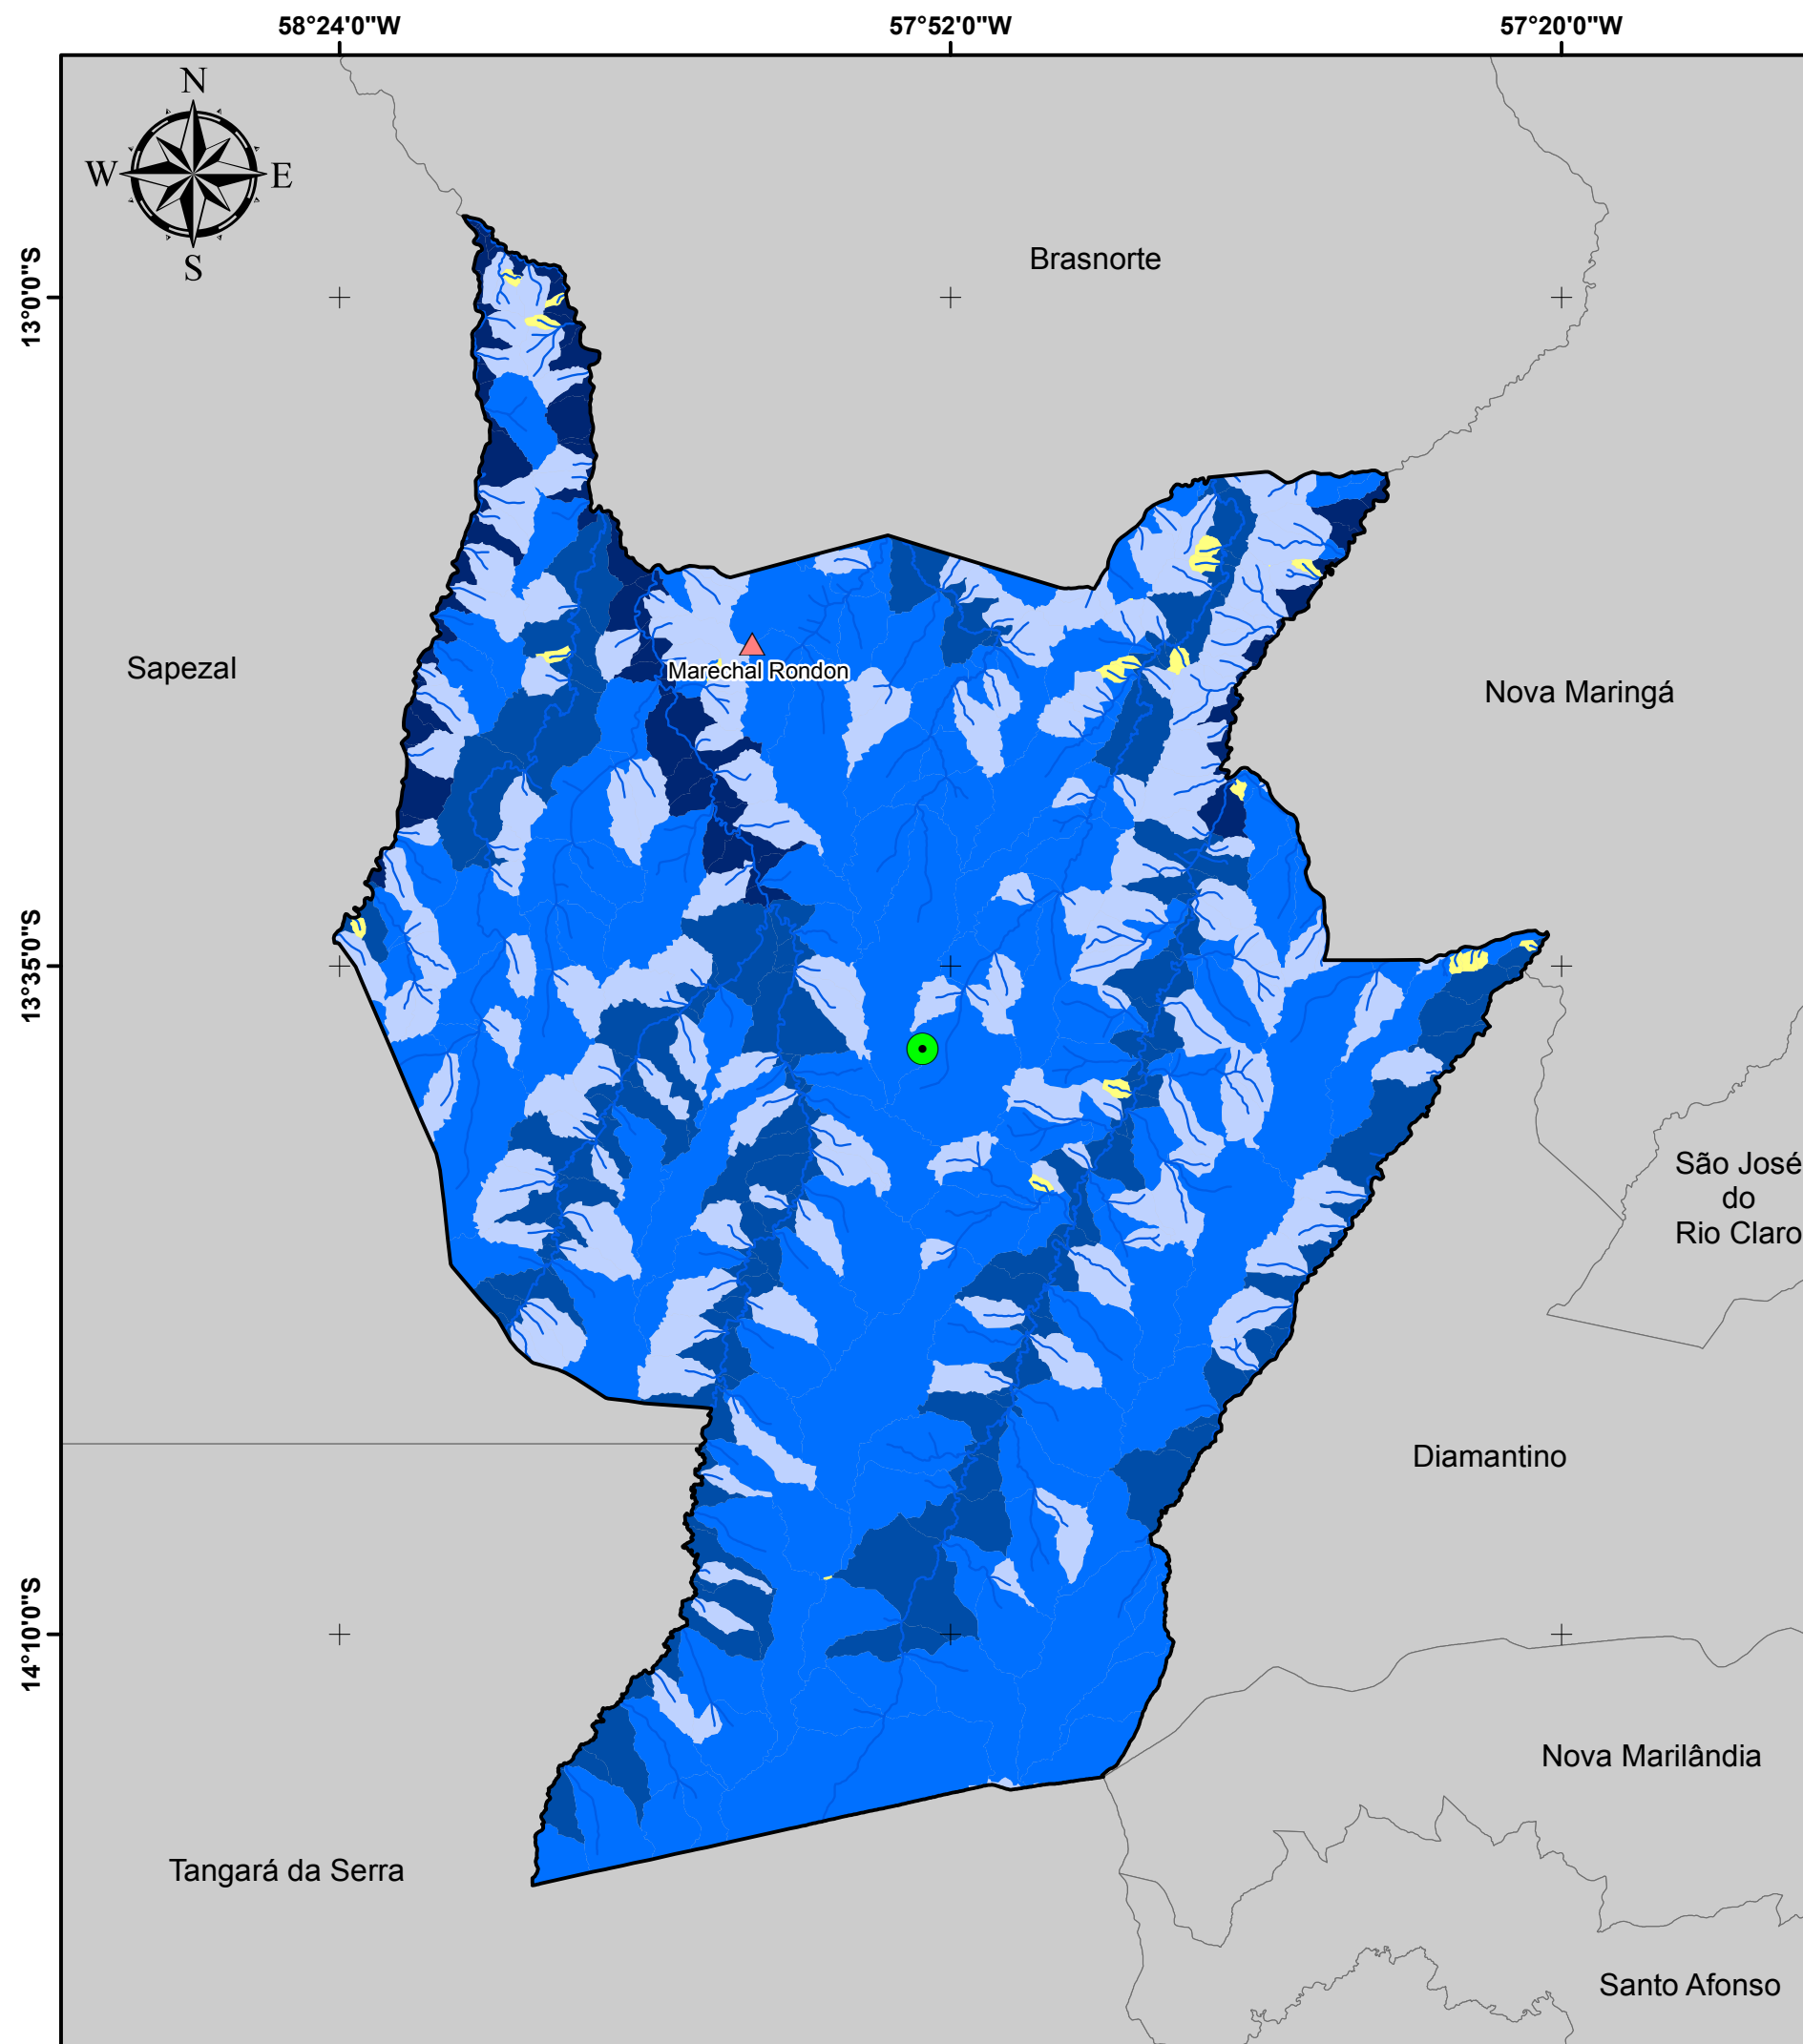 58°24'0"W
57°52'0"W
57°20'0"W
N
W
E
S
13°0'0"S
13°35'0"S
14°10'0"S
Brasnorte
Sapezal
Marechal Rondon
Nova Maringá
São José
do
Rio Claro
Diamantino
Nova Marilândia
Tangará da Serra
Santo Afonso